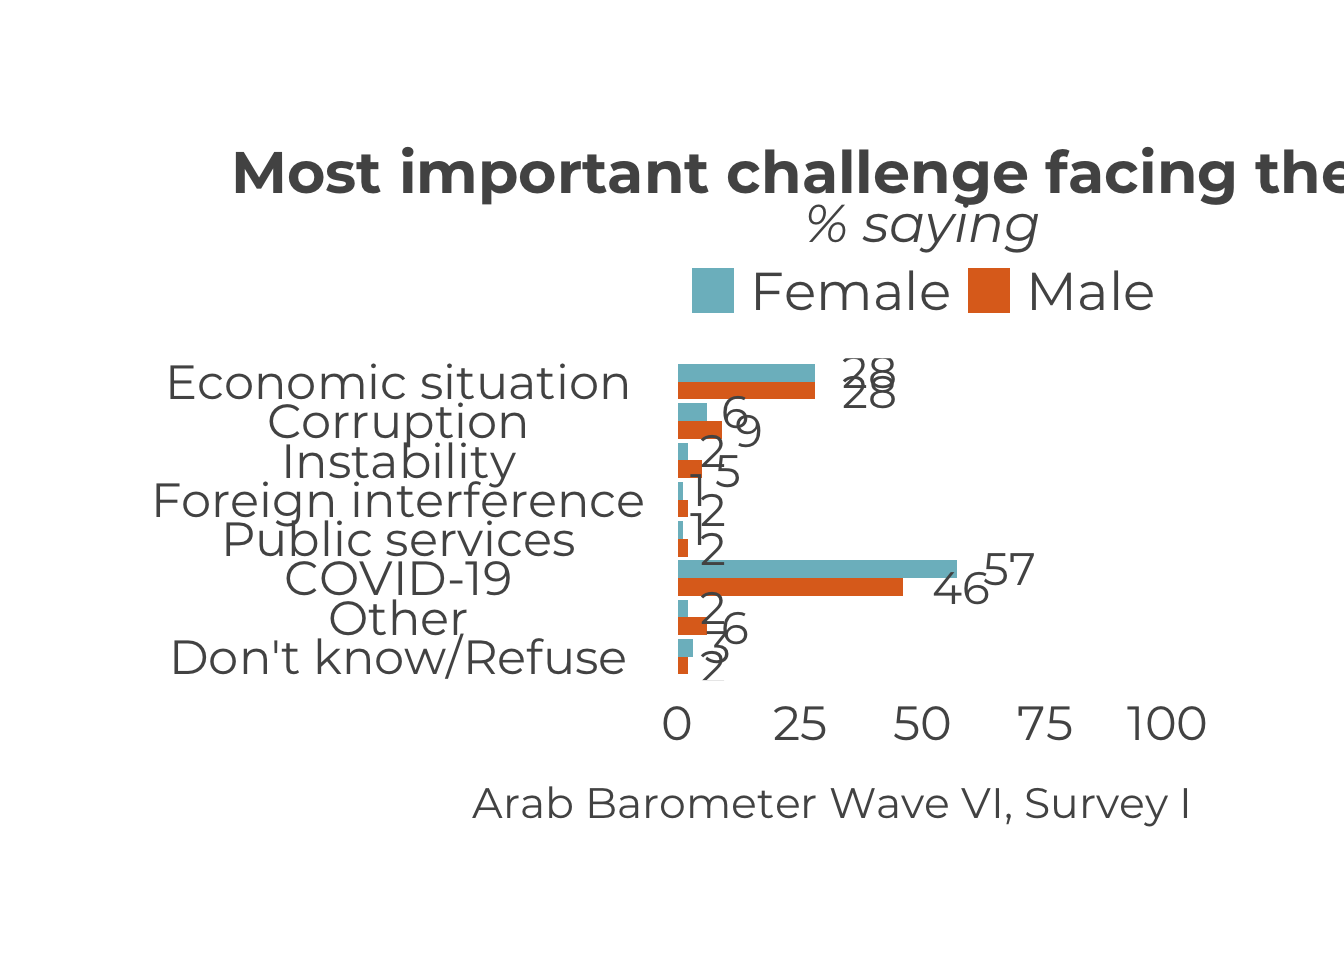 Most important challenge facing the
% saying
Female Male
Economic situation 28
28
Corruption 6
9
Instability 2
5
Foreign interference 1
2
Public services 1
2
COVID-19 57
46
Other 2
6
Don't know/Refuse 3
2
0 25 50 75 100
Arab Barometer Wave VI, Survey I